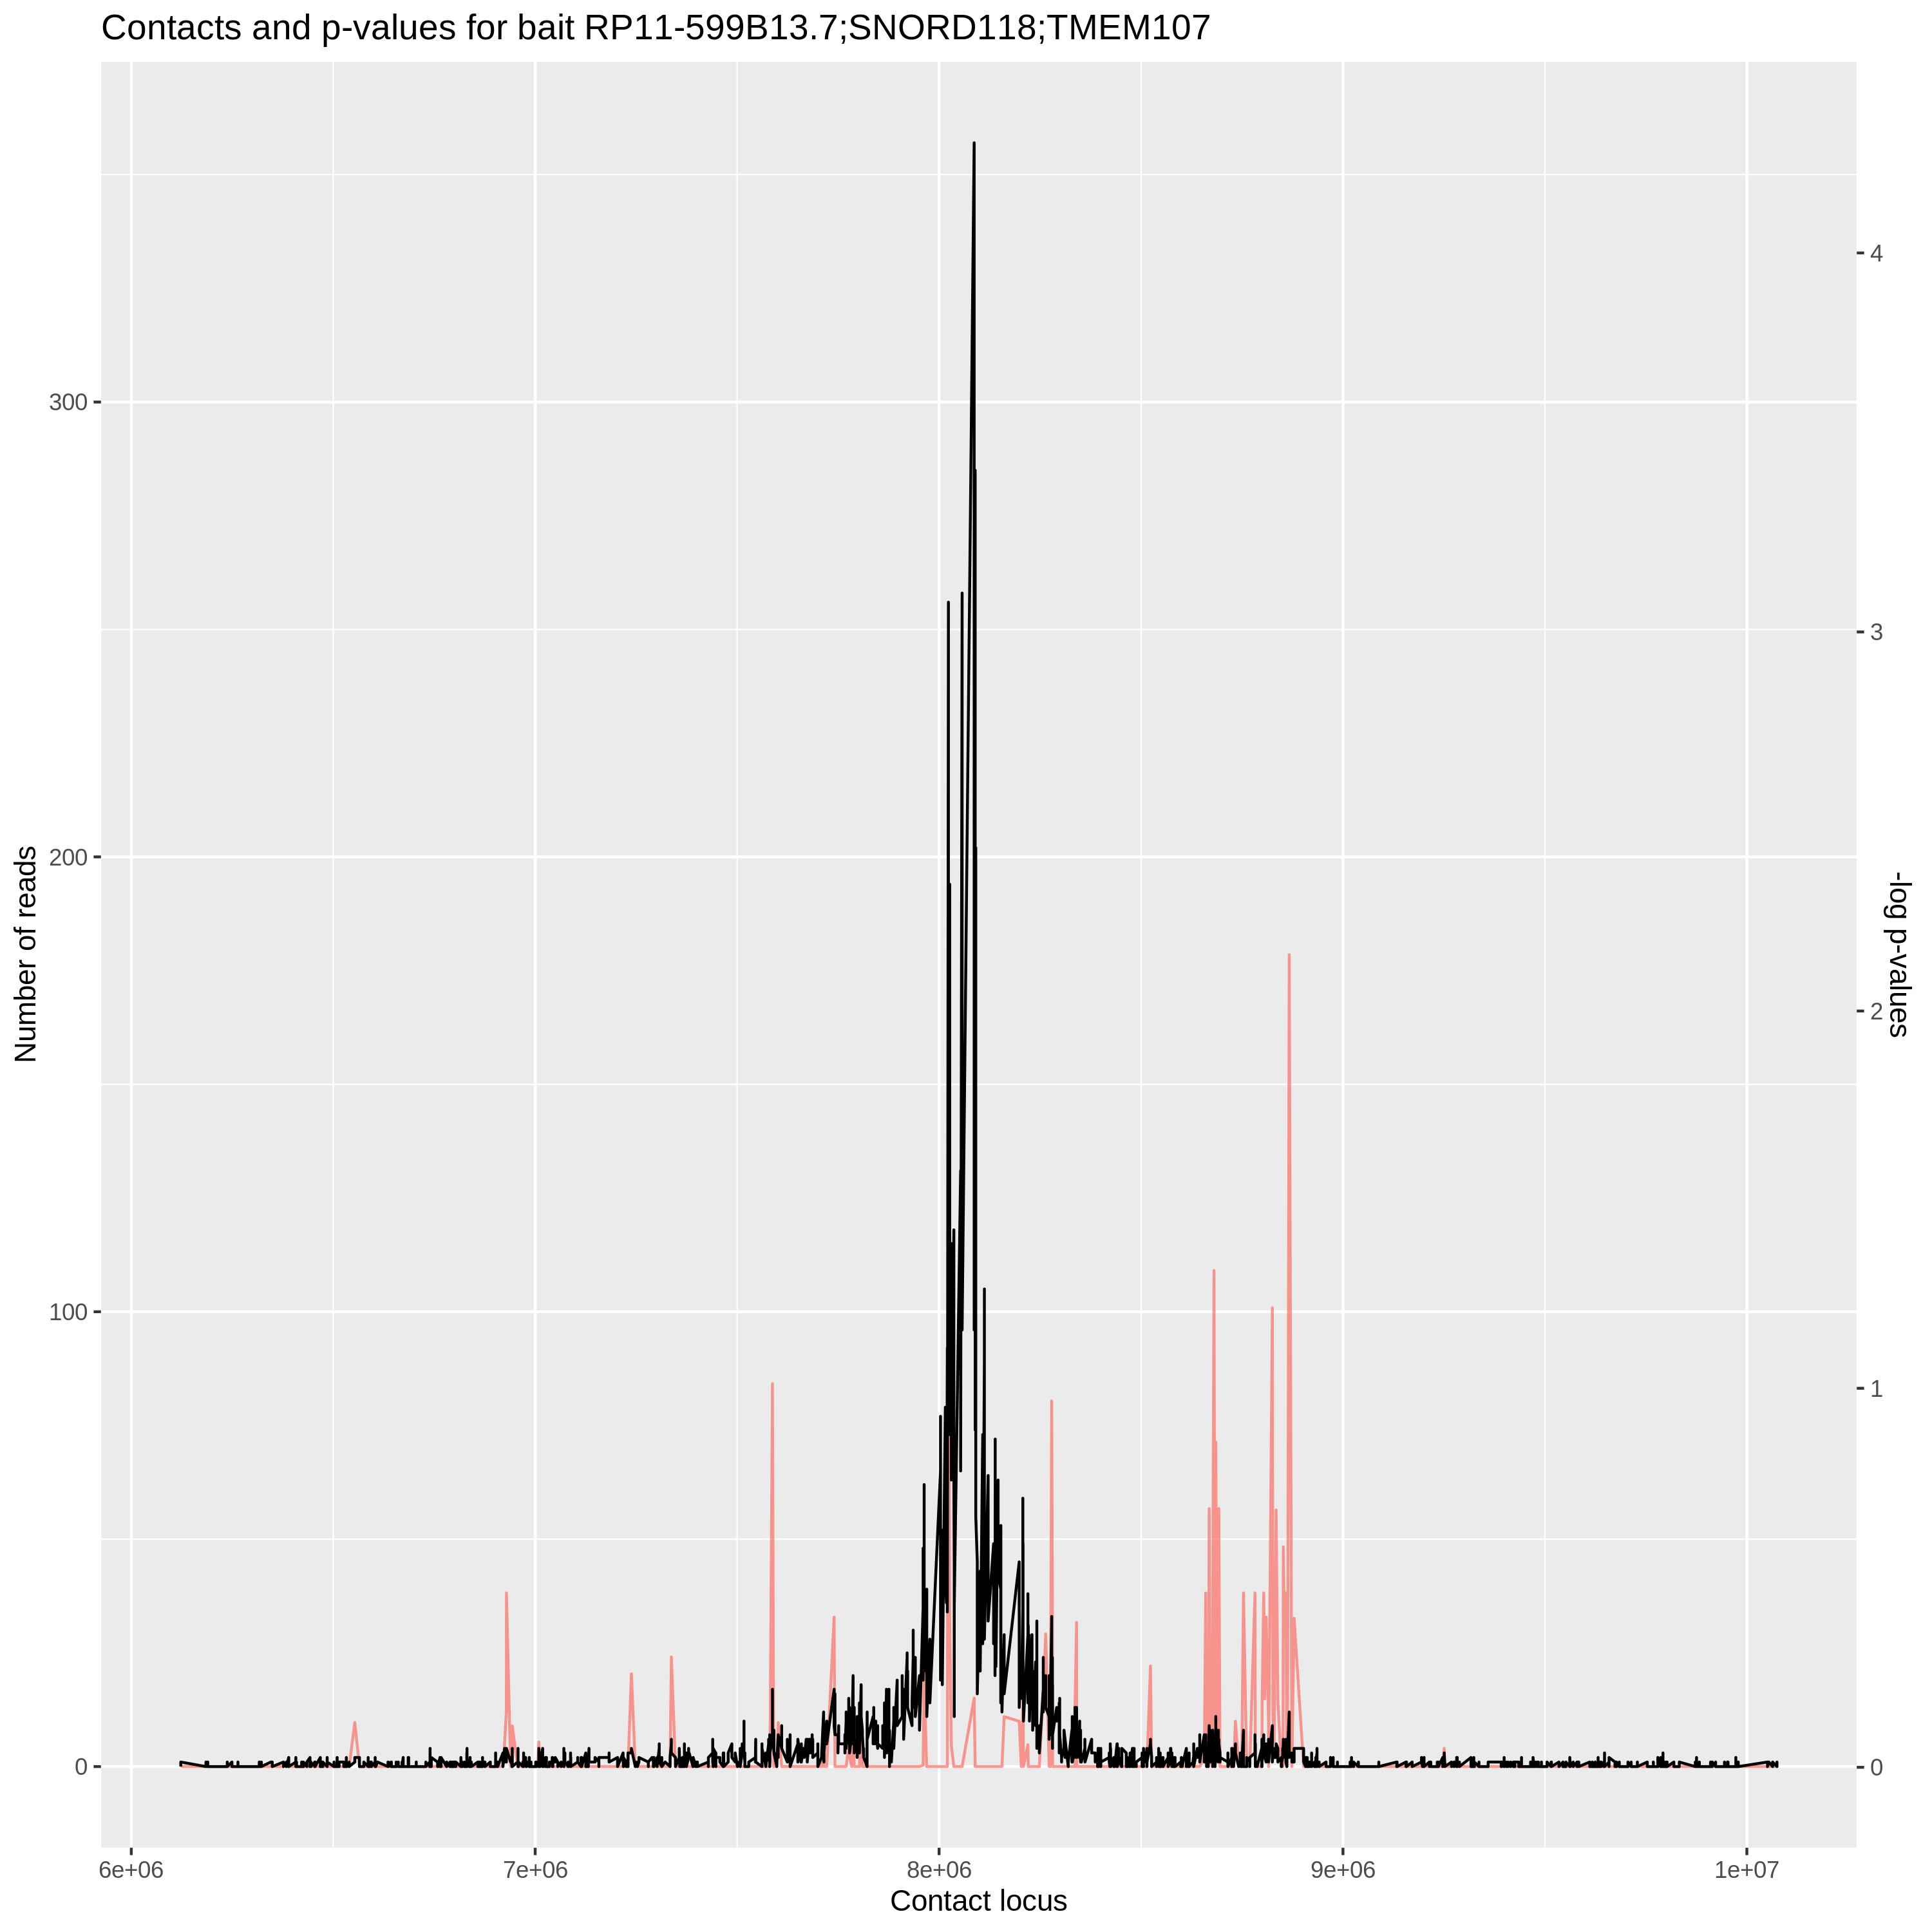 Contacts and p-values for bait RP11-599B13.7;SNORD118;TMEM107
Number of reads
300
200
100
0
4
3
2
1
0
-log p-values
6e+06 7e+06 8e+06 9e+06 1e+07
Contact locus